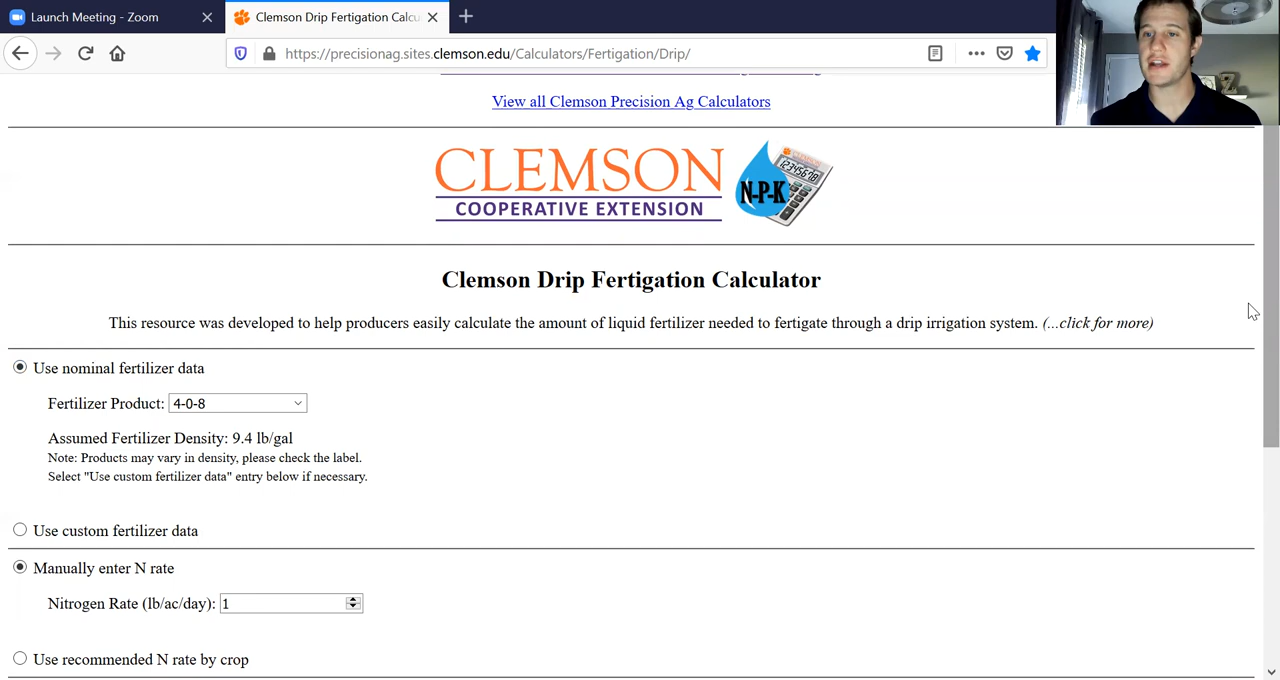 Launch Meeting - Zoom
Clemson Drip Fertigation Calcu
https://precisionag.sites.clemson.edu/Calculators/Fertigation/Drip/
View all Clemson Precision Ag Calculators
CLEMSON
COOPERATIVE EXTENSION
12345678
N-P-K
Clemson Drip Fertigation Calculator
This resource was developed to help producers easily calculate the amount of liquid fertilizer needed to fertigate through a drip irrigation system. (...click for more)
Use nominal fertilizer data
Fertilizer Product: 4-0-8
Assumed Fertilizer Density: 9.4 lb/gal
Note: Products may vary in density, please check the label.
Select "Use custom fertilizer data" entry below if necessary.
Use custom fertilizer data
Manually enter N rate
Nitrogen Rate (lb/ac/day): 1
Use recommended N rate by crop